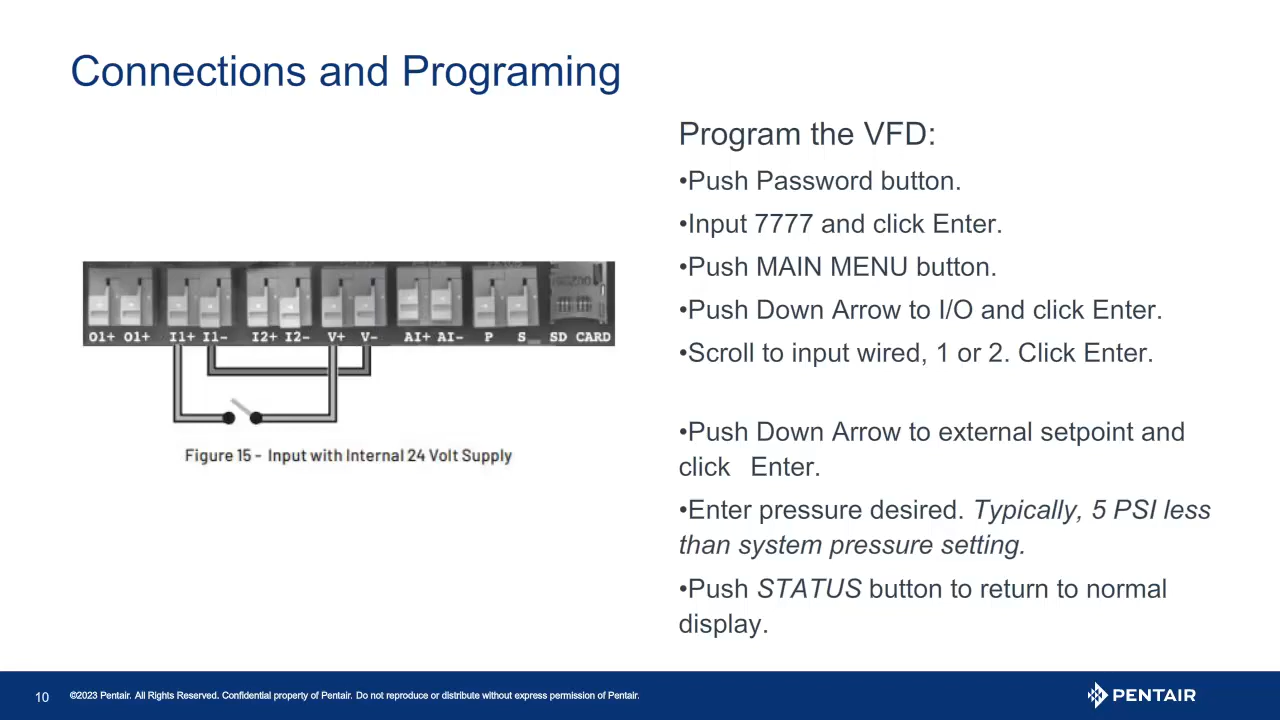 Connections and Programing
Program the VFD:
•Push Password button.
•Input 7777 and click Enter.
•Push MAIN MENU button.
•Push Down Arrow to I/O and click Enter.
•Scroll to input wired, 1 or 2. Click Enter.
•Push Down Arrow to external setpoint and
click Enter.
•Enter pressure desired. Typically, 5 PSI less
than system pressure setting.
•Push STATUS button to return to normal
display.
O1+ O1+ I1+ I1- I2+ I2- V+ V- AI+ AI- P S SD CARD
Figure 15 - Input with Internal 24 Volt Supply
10
©2023 Pentair. All Rights Reserved. Confidential property of Pentair. Do not reproduce or distribute without express permission of Pentair.
PENTAIR